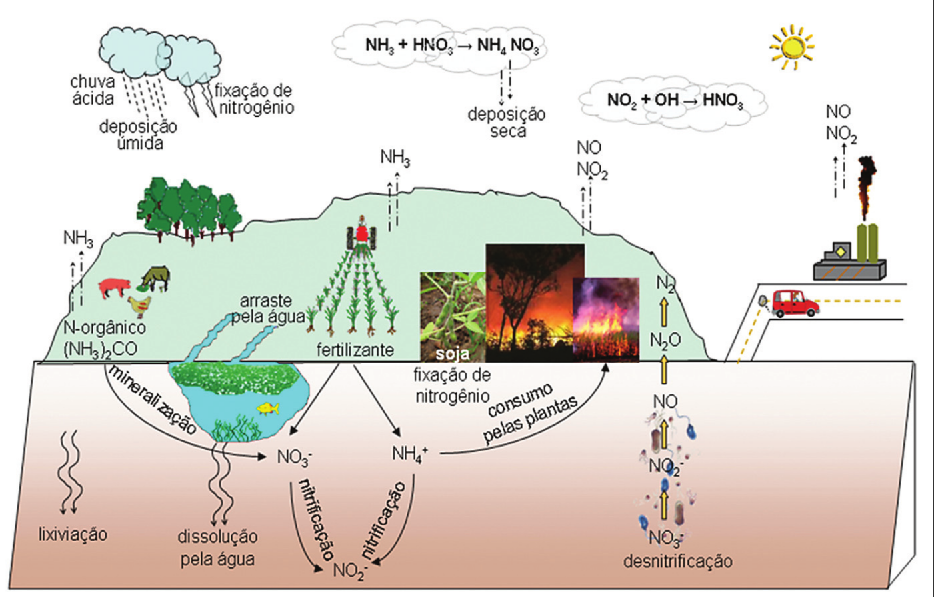 chuva
ácida
fixação de
nitrogênio
deposição
úmida
NH₃ + HNO₃ → NH₄ NO₃
deposição
seca
NO₂ + OH → HNO₃
NO
NO₂
NH₃
NO
NO₂
NH₃
N-orgânico
(NH₃)₂CO
arraste
pela água
fertilizante
soja
fixação de
nitrogênio
N₂
N₂O
NO
NO₂⁻
NO₃⁻
desnitrificação
mineralização
consumo
pelas plantas
NO₃⁻
NH₄⁺
nitrificação
nitrificação
NO₂⁻
lixiviação
dissolução
pela água